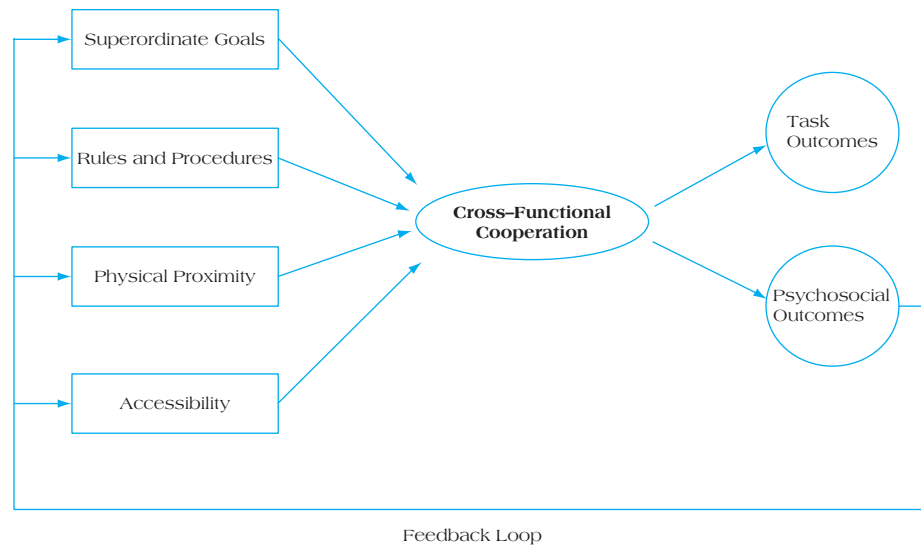 Superordinate Goals
Rules and Procedures
Physical Proximity
Accessibility
Cross–Functional
Cooperation
Task
Outcomes
Psychosocial
Outcomes
Feedback Loop